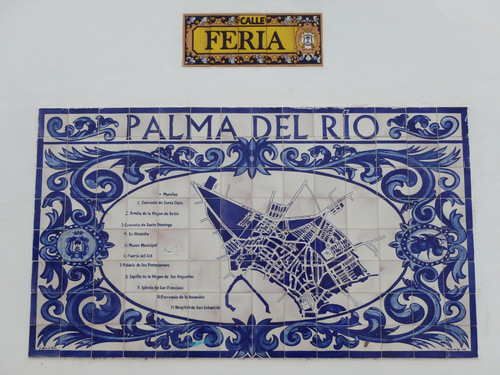 CALLE
FERIA
PALMA DEL RÍO
Murallas
1 Convento de Santa Clara
2 Ermita de la Virgen de Belén
3 Convento de Santo Domingo
4 La Alcazaba
5 Museo Municipal
6 Puerta del Sol
7 Palacio de los Portocarrero
8 Capilla de la Virgen de las Angustias
9 Iglesia de San Francisco
10 Parroquia de la Asunción
11 Hospital de San Sebastián